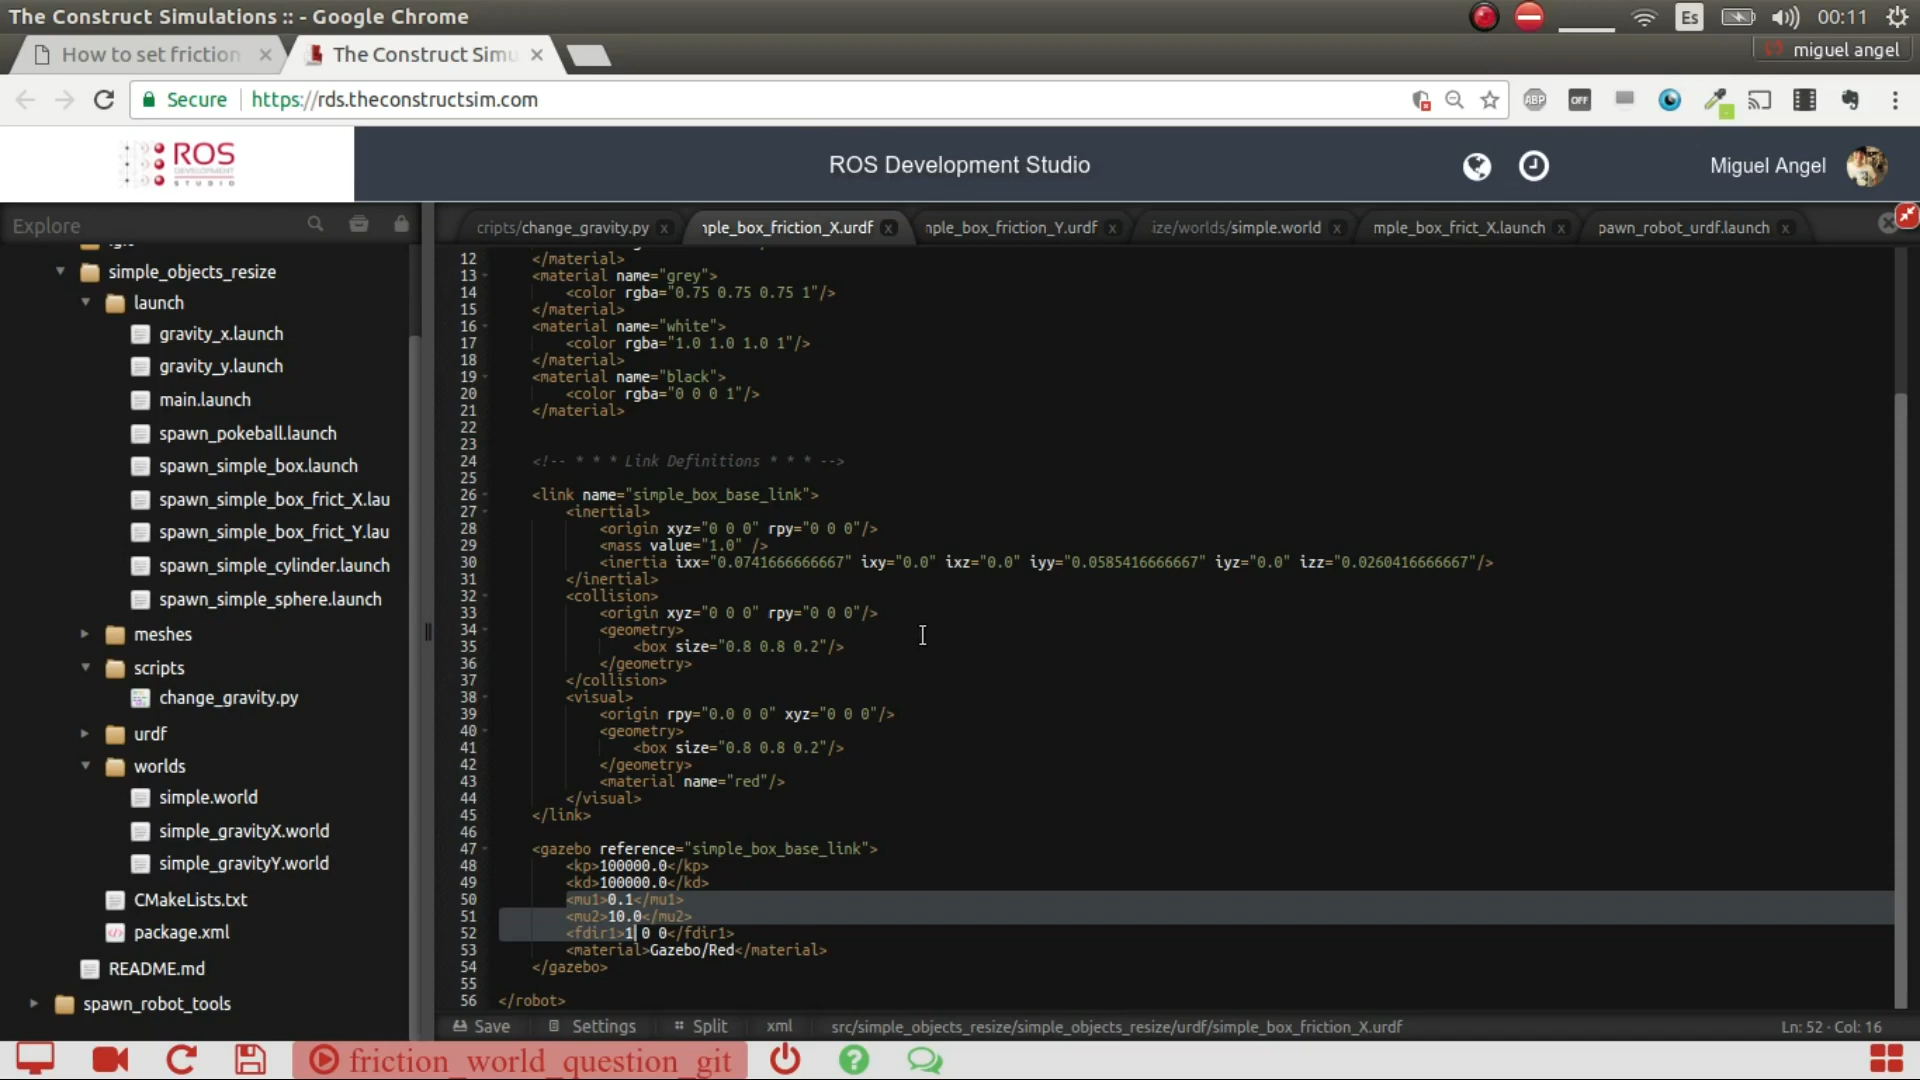 The Construct Simulations :: - Google Chrome
Es
00:11
How to set friction
The Construct Simu
miguel angel
Secure
https://rds.theconstructsim.com
ABP
OFF
ROS
DEVELOPMENT
STUDIO
ROS Development Studio
Miguel Angel
Explore
simple_objects_resize
launch
gravity_x.launch
gravity_y.launch
main.launch
spawn_pokeball.launch
spawn_simple_box.launch
spawn_simple_box_frict_X.lau
spawn_simple_box_frict_Y.lau
spawn_simple_cylinder.launch
spawn_simple_sphere.launch
meshes
scripts
change_gravity.py
urdf
worlds
simple.world
simple_gravityX.world
simple_gravityY.world
CMakeLists.txt
package.xml
README.md
spawn_robot_tools
cripts/change_gravity.py
nple_box_friction_X.urdf
nple_box_friction_Y.urdf
ize/worlds/simple.world
mple_box_frict_X.launch
pawn_robot_urdf.launch
12 </material>
13 <material name="grey">
14 <color rgba="0.75 0.75 0.75 1"/>
15 </material>
16 <material name="white">
17 <color rgba="1.0 1.0 1.0 1"/>
18 </material>
19 <material name="black">
20 <color rgba="0 0 0 1"/>
21 </material>
22
23
24 <!-- * * * Link Definitions * * * -->
25
26 <link name="simple_box_base_link">
27 <inertial>
28 <origin xyz="0 0 0" rpy="0 0 0"/>
29 <mass value="1.0" />
30 <inertia ixx="0.0741666666667" ixy="0.0" ixz="0.0" iyy="0.0585416666667" iyz="0.0" izz="0.0260416666667"/>
31 </inertial>
32 <collision>
33 <origin xyz="0 0 0" rpy="0 0 0"/>
34 <geometry>
35 <box size="0.8 0.8 0.2"/>
36 </geometry>
37 </collision>
38 <visual>
39 <origin rpy="0.0 0 0" xyz="0 0 0"/>
40 <geometry>
41 <box size="0.8 0.8 0.2"/>
42 </geometry>
43 <material name="red"/>
44 </visual>
45 </link>
46
47 <gazebo reference="simple_box_base_link">
48 <kp>100000.0</kp>
49 <kd>100000.0</kd>
50 <mu1>0.1</mu1>
51 <mu2>10.0</mu2>
52 <fdir1>1 0 0</fdir1>
53 <material>Gazebo/Red</material>
54 </gazebo>
55
56 </robot>
Save
Settings
Split
xml
src/simple_objects_resize/simple_objects_resize/urdf/simple_box_friction_X.urdf
Ln: 52 · Col: 16
friction_world_question_git